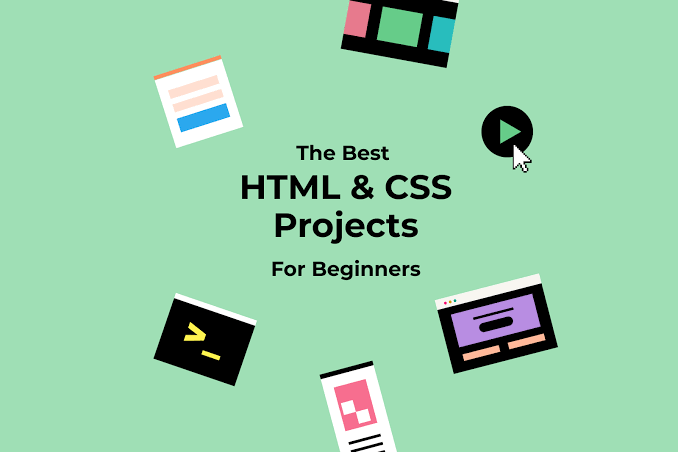 The Best
HTML & CSS
Projects
For Beginners
>_